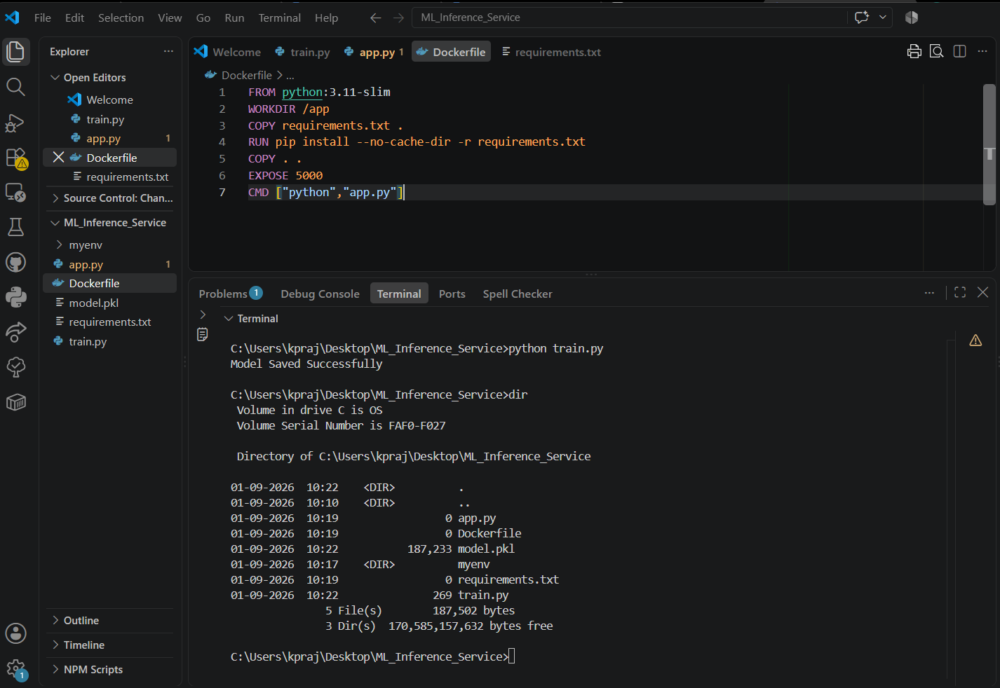 File Edit Selection View Go Run Terminal Help
ML_Inference_Service
Explorer
Open Editors
Welcome
train.py
app.py 1
Dockerfile
requirements.txt
Source Control: Chan...
ML_Inference_Service
myenv
app.py 1
Dockerfile
model.pkl
requirements.txt
train.py
Outline
Timeline
NPM Scripts
1
Welcome train.py app.py 1 Dockerfile requirements.txt
Dockerfile > ...
1 FROM python:3.11-slim
2 WORKDIR /app
3 COPY requirements.txt .
4 RUN pip install --no-cache-dir -r requirements.txt
5 COPY . .
6 EXPOSE 5000
7 CMD ["python","app.py"]
Problems 1 Debug Console Terminal Ports Spell Checker
Terminal
C:\Users\kpraj\Desktop\ML_Inference_Service>python train.py
Model Saved Successfully
C:\Users\kpraj\Desktop\ML_Inference_Service>dir
Volume in drive C is OS
Volume Serial Number is FAF0-F027
Directory of C:\Users\kpraj\Desktop\ML_Inference_Service
01-09-2026 10:22 <DIR> .
01-09-2026 10:10 <DIR> ..
01-09-2026 10:19 0 app.py
01-09-2026 10:19 0 Dockerfile
01-09-2026 10:22 187,233 model.pkl
01-09-2026 10:17 <DIR> myenv
01-09-2026 10:19 0 requirements.txt
01-09-2026 10:22 269 train.py
5 File(s) 187,502 bytes
3 Dir(s) 170,585,157,632 bytes free
C:\Users\kpraj\Desktop\ML_Inference_Service>